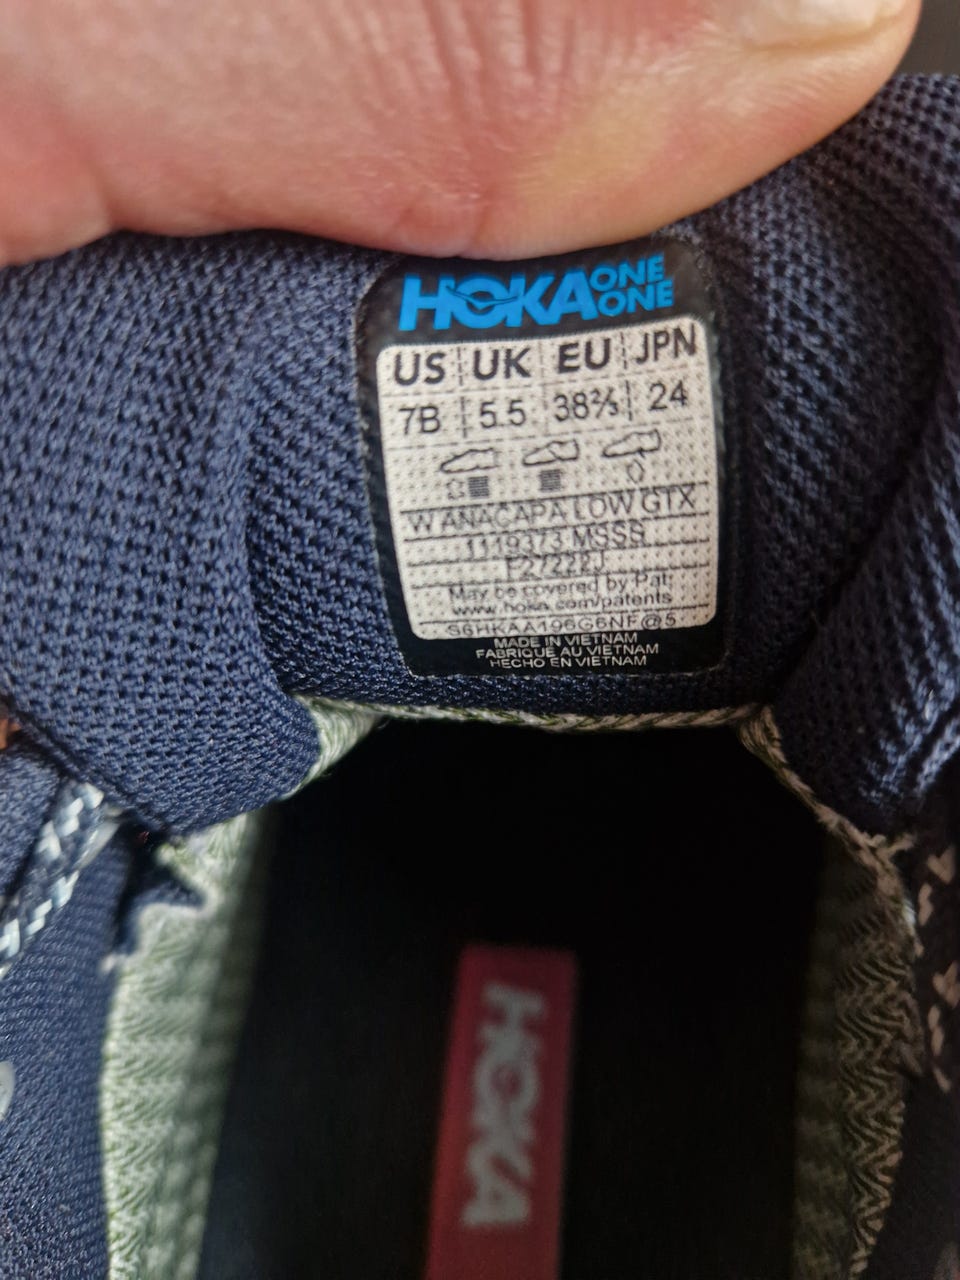 HOKA ONE ONE
US UK EU JPN
7B 5.5 38⅔ 24
W ANACAPA LOW GTX
1119373 MSSS
F27222J
May be covered by Pat:
www.hoka.com/patents
S6HKAA196G6NF@5
MADE IN VIETNAM
FABRIQUE AU VIETNAM
HECHO EN VIETNAM
HOKA